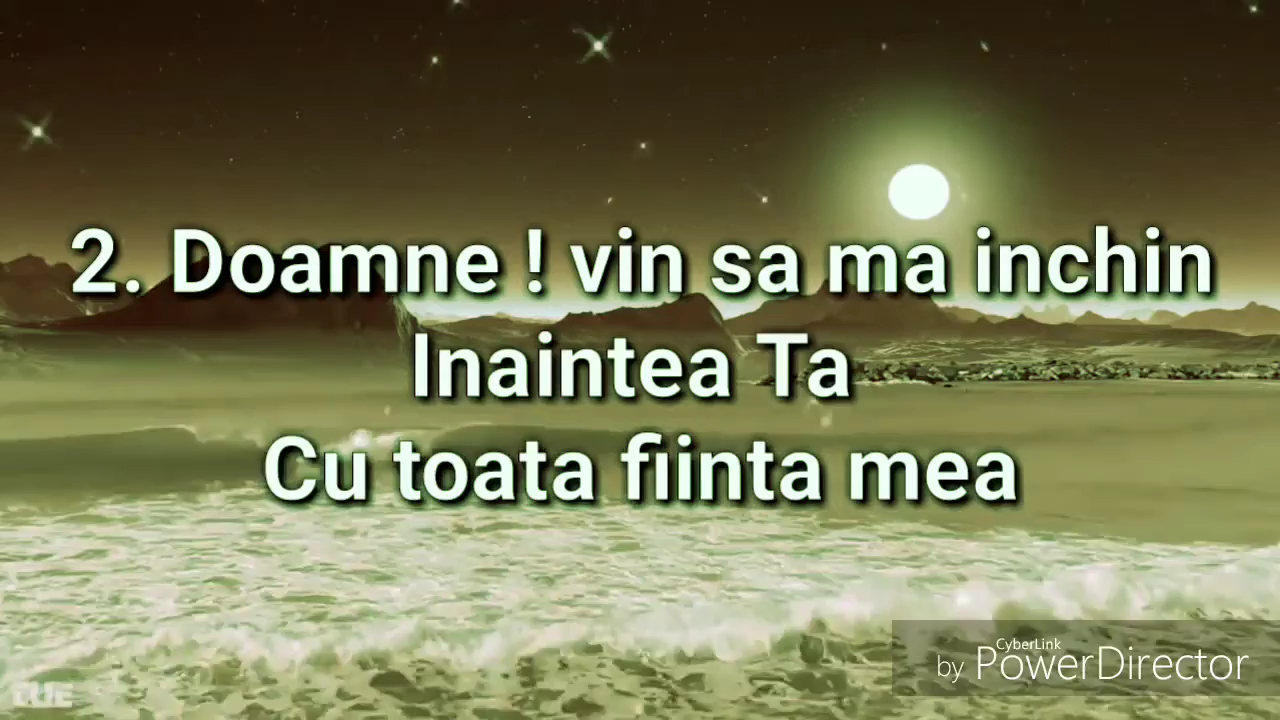 2. Doamne ! vin sa ma inchin
Inaintea Ta
Cu toata fiinta mea
CyberLink
by PowerDirector